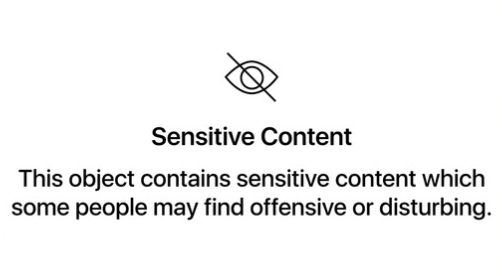 Sensitive Content
This object contains sensitive content which
some people may find offensive or disturbing.